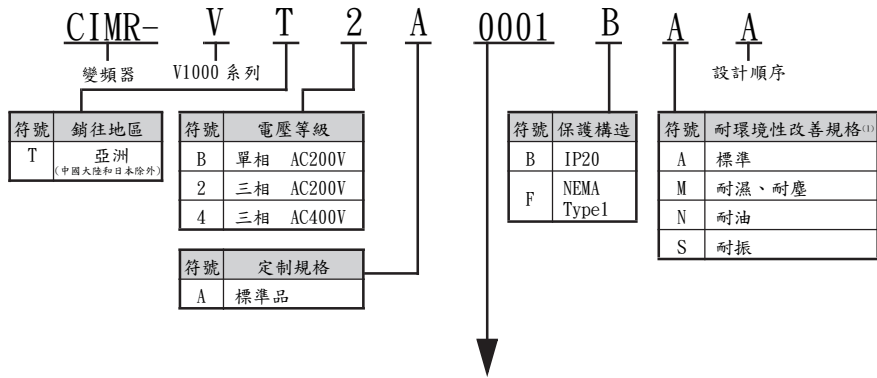 CIMR- V T 2 A 0001 B A A
變頻器 V1000 系列 設計順序
符號 銷往地區
T 亞洲
(中國大陸和日本除外)
符號 電壓等級
B 單相 AC200V
2 三相 AC200V
4 三相 AC400V
符號 定制規格
A 標準品
符號 保護構造
B IP20
F NEMA
Type1
符號 耐環境性改善規格(1)
A 標準
M 耐濕、耐塵
N 耐油
S 耐振